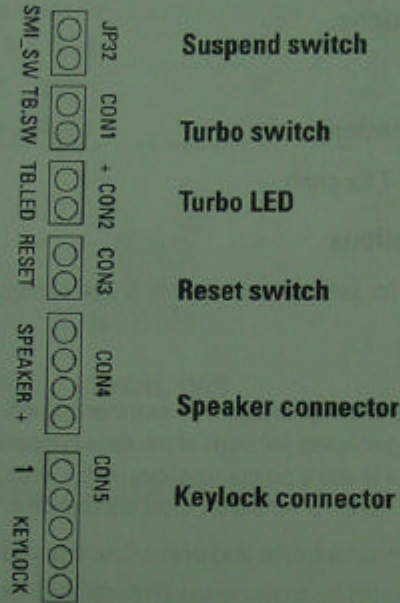 SMI_SW JP32 Suspend switch
TB.SW CON1 Turbo switch
TB.LED + CON2 Turbo LED
RESET CON3 Reset switch
SPEAKER + CON4 Speaker connector
1 KEYLOCK CON5 Keylock connector